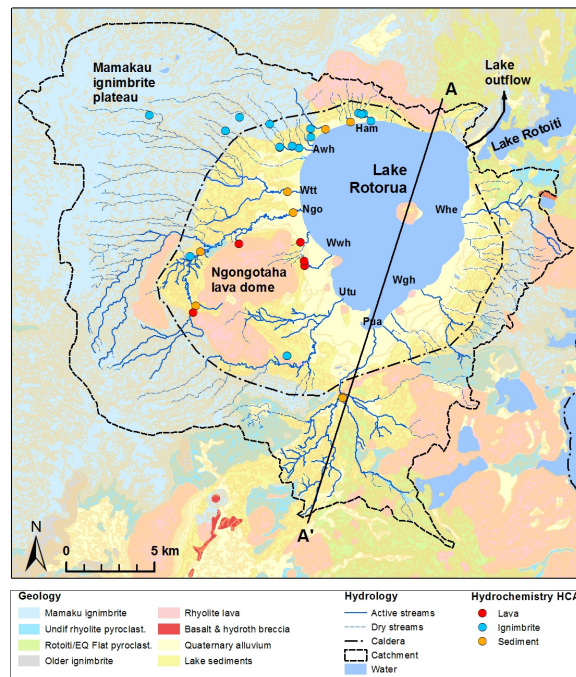 Mamakau
ignimbrite
plateau
A
Lake
outflow
Lake Rotoiti
Ham
Awh
Lake
Rotorua
Wtt
Ngo
Whe
Wwh
Ngongotaha
lava dome
Wgh
Utu
Pua
A'
N
0 5 km
Geology
Mamaku ignimbrite
Undif rhyolite pyroclast.
Rotoiti/EQ Flat pyroclast.
Older ignimbrite
Rhyolite lava
Basalt & hydroth breccia
Quaternary alluvium
Lake sediments
Hydrology
Active streams
Dry streams
Caldera
Catchment
Water
Hydrochemistry HCA
Lava
Ignimbrite
Sediment